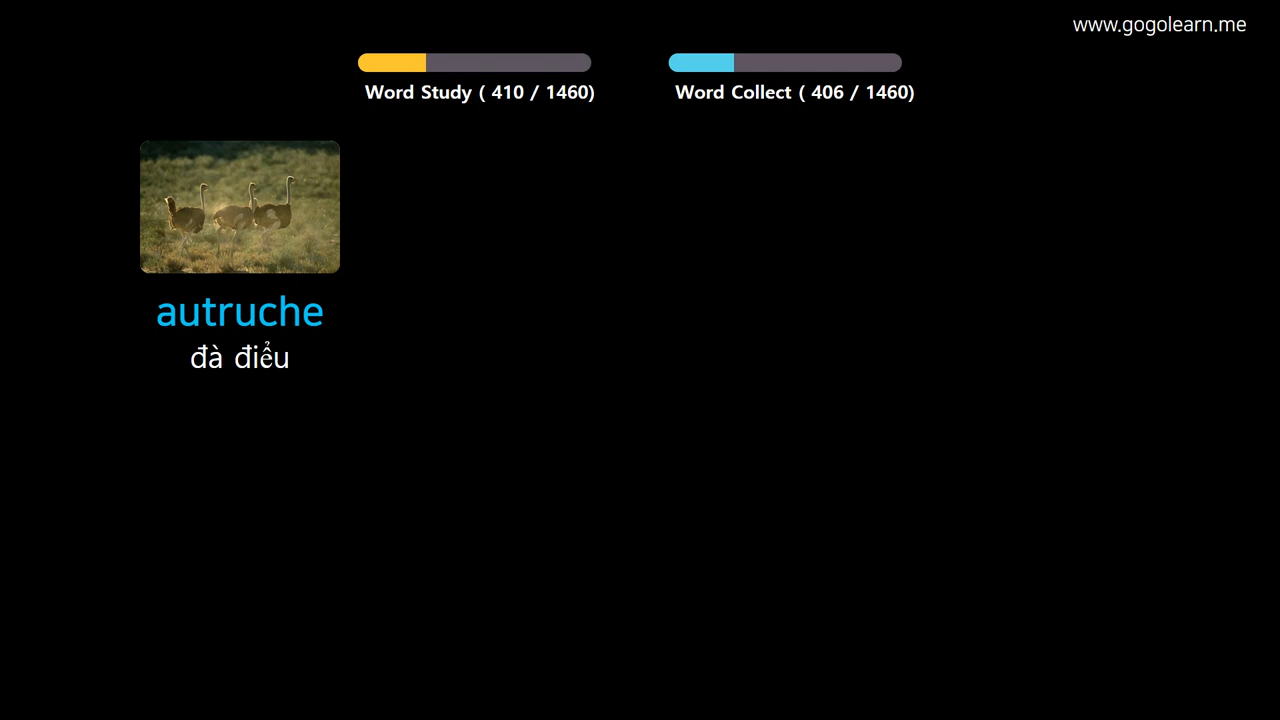 www.gogolearn.me
Word Study ( 410 / 1460)
Word Collect ( 406 / 1460)
autruche
đà điểu